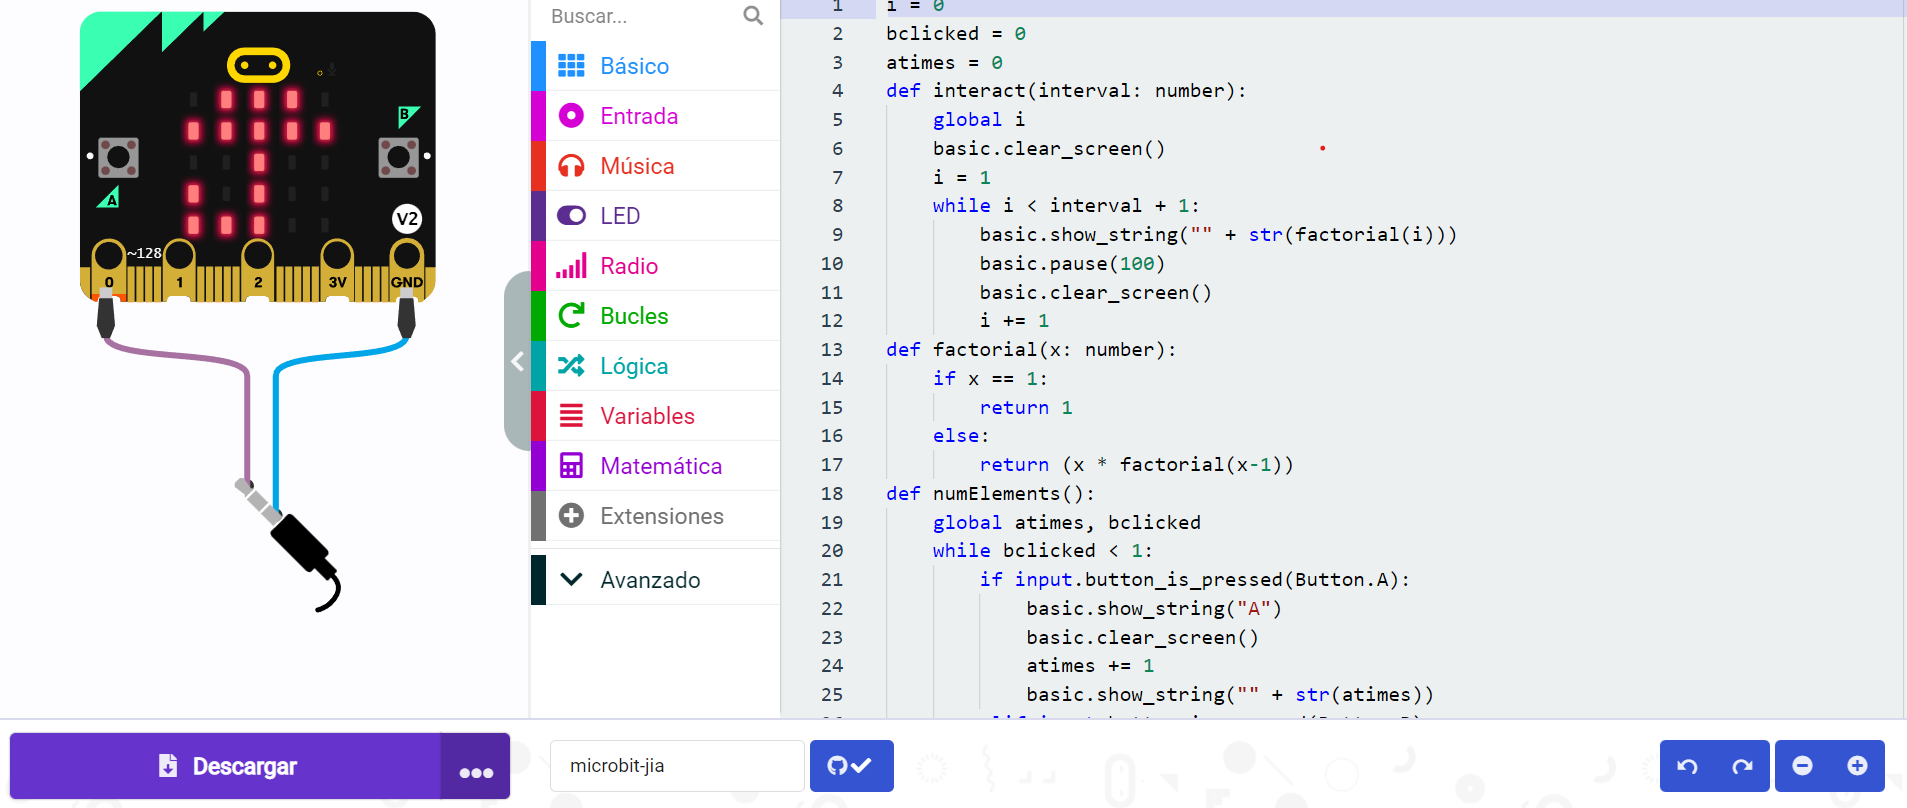 B
A
V2
~128
0
1
2
3V
GND
Buscar...
Básico
Entrada
Música
LED
Radio
Bucles
Lógica
Variables
Matemática
Extensiones
Avanzado
1 i = 0
2 bclicked = 0
3 atimes = 0
4 def interact(interval: number):
5 global i
6 basic.clear_screen()
7 i = 1
8 while i < interval + 1:
9 basic.show_string("" + str(factorial(i)))
10 basic.pause(100)
11 basic.clear_screen()
12 i += 1
13 def factorial(x: number):
14 if x == 1:
15 return 1
16 else:
17 return (x * factorial(x-1))
18 def numElements():
19 global atimes, bclicked
20 while bclicked < 1:
21 if input.button_is_pressed(Button.A):
22 basic.show_string("A")
23 basic.clear_screen()
24 atimes += 1
25 basic.show_string("" + str(atimes))
Descargar
microbit-jia